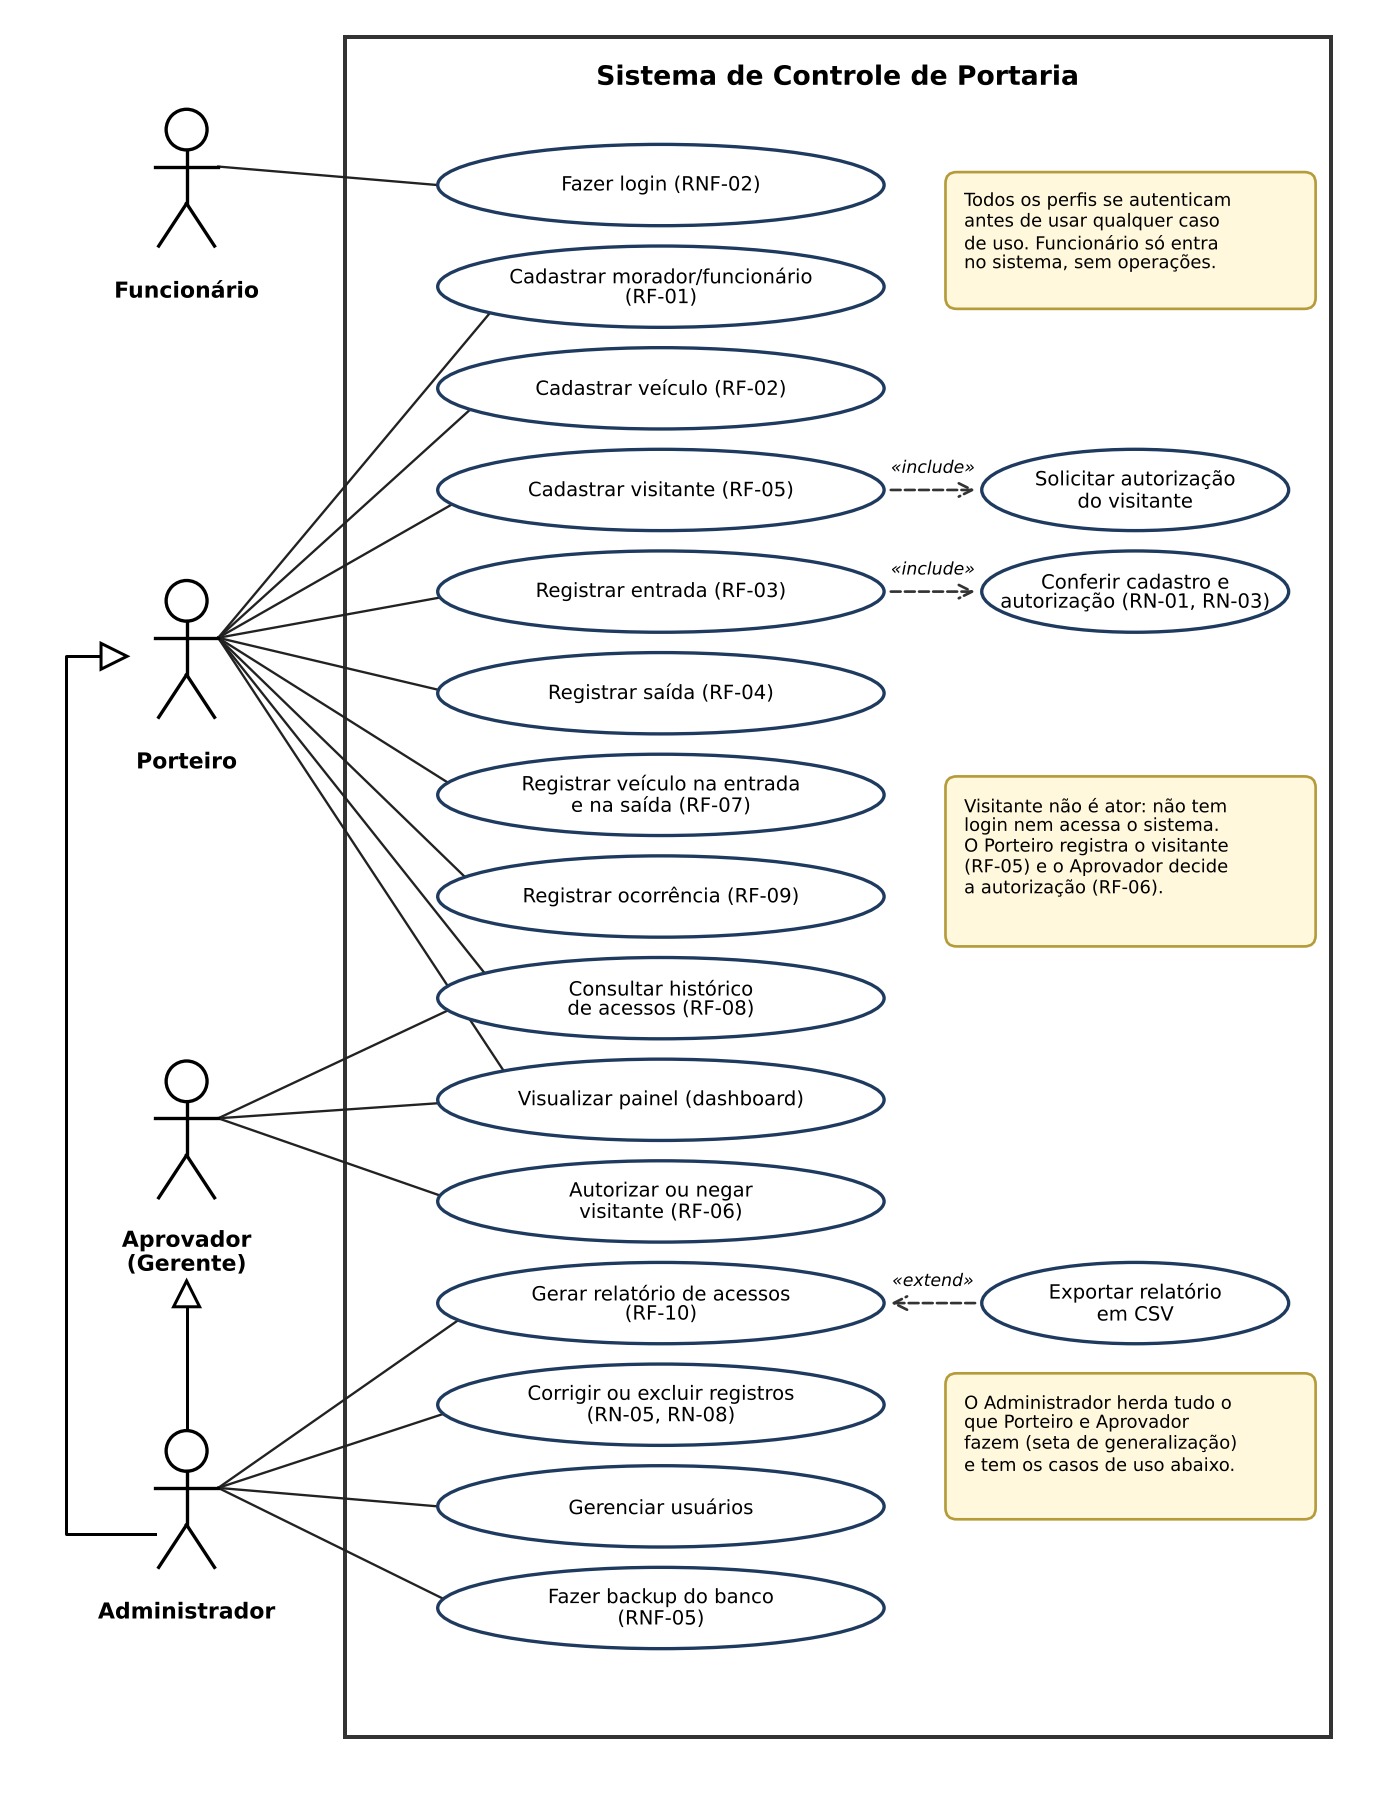 Sistema de Controle de Portaria
Funcionário
Fazer login (RNF-02)
Todos os perfis se autenticam
antes de usar qualquer caso
de uso. Funcionário só entra
no sistema, sem operações.
Cadastrar morador/funcionário
(RF-01)
Cadastrar veículo (RF-02)
Cadastrar visitante (RF-05)
«include»
Solicitar autorização
do visitante
Porteiro
Registrar entrada (RF-03)
«include»
Conferir cadastro e
autorização (RN-01, RN-03)
Registrar saída (RF-04)
Registrar veículo na entrada
e na saída (RF-07)
Visitante não é ator: não tem
login nem acessa o sistema.
O Porteiro registra o visitante
(RF-05) e o Aprovador decide
a autorização (RF-06).
Registrar ocorrência (RF-09)
Consultar histórico
de acessos (RF-08)
Visualizar painel (dashboard)
Aprovador
(Gerente)
Autorizar ou negar
visitante (RF-06)
Gerar relatório de acessos
(RF-10)
«extend»
Exportar relatório
em CSV
Corrigir ou excluir registros
(RN-05, RN-08)
O Administrador herda tudo o
que Porteiro e Aprovador
fazem (seta de generalização)
e tem os casos de uso abaixo.
Gerenciar usuários
Administrador
Fazer backup do banco
(RNF-05)